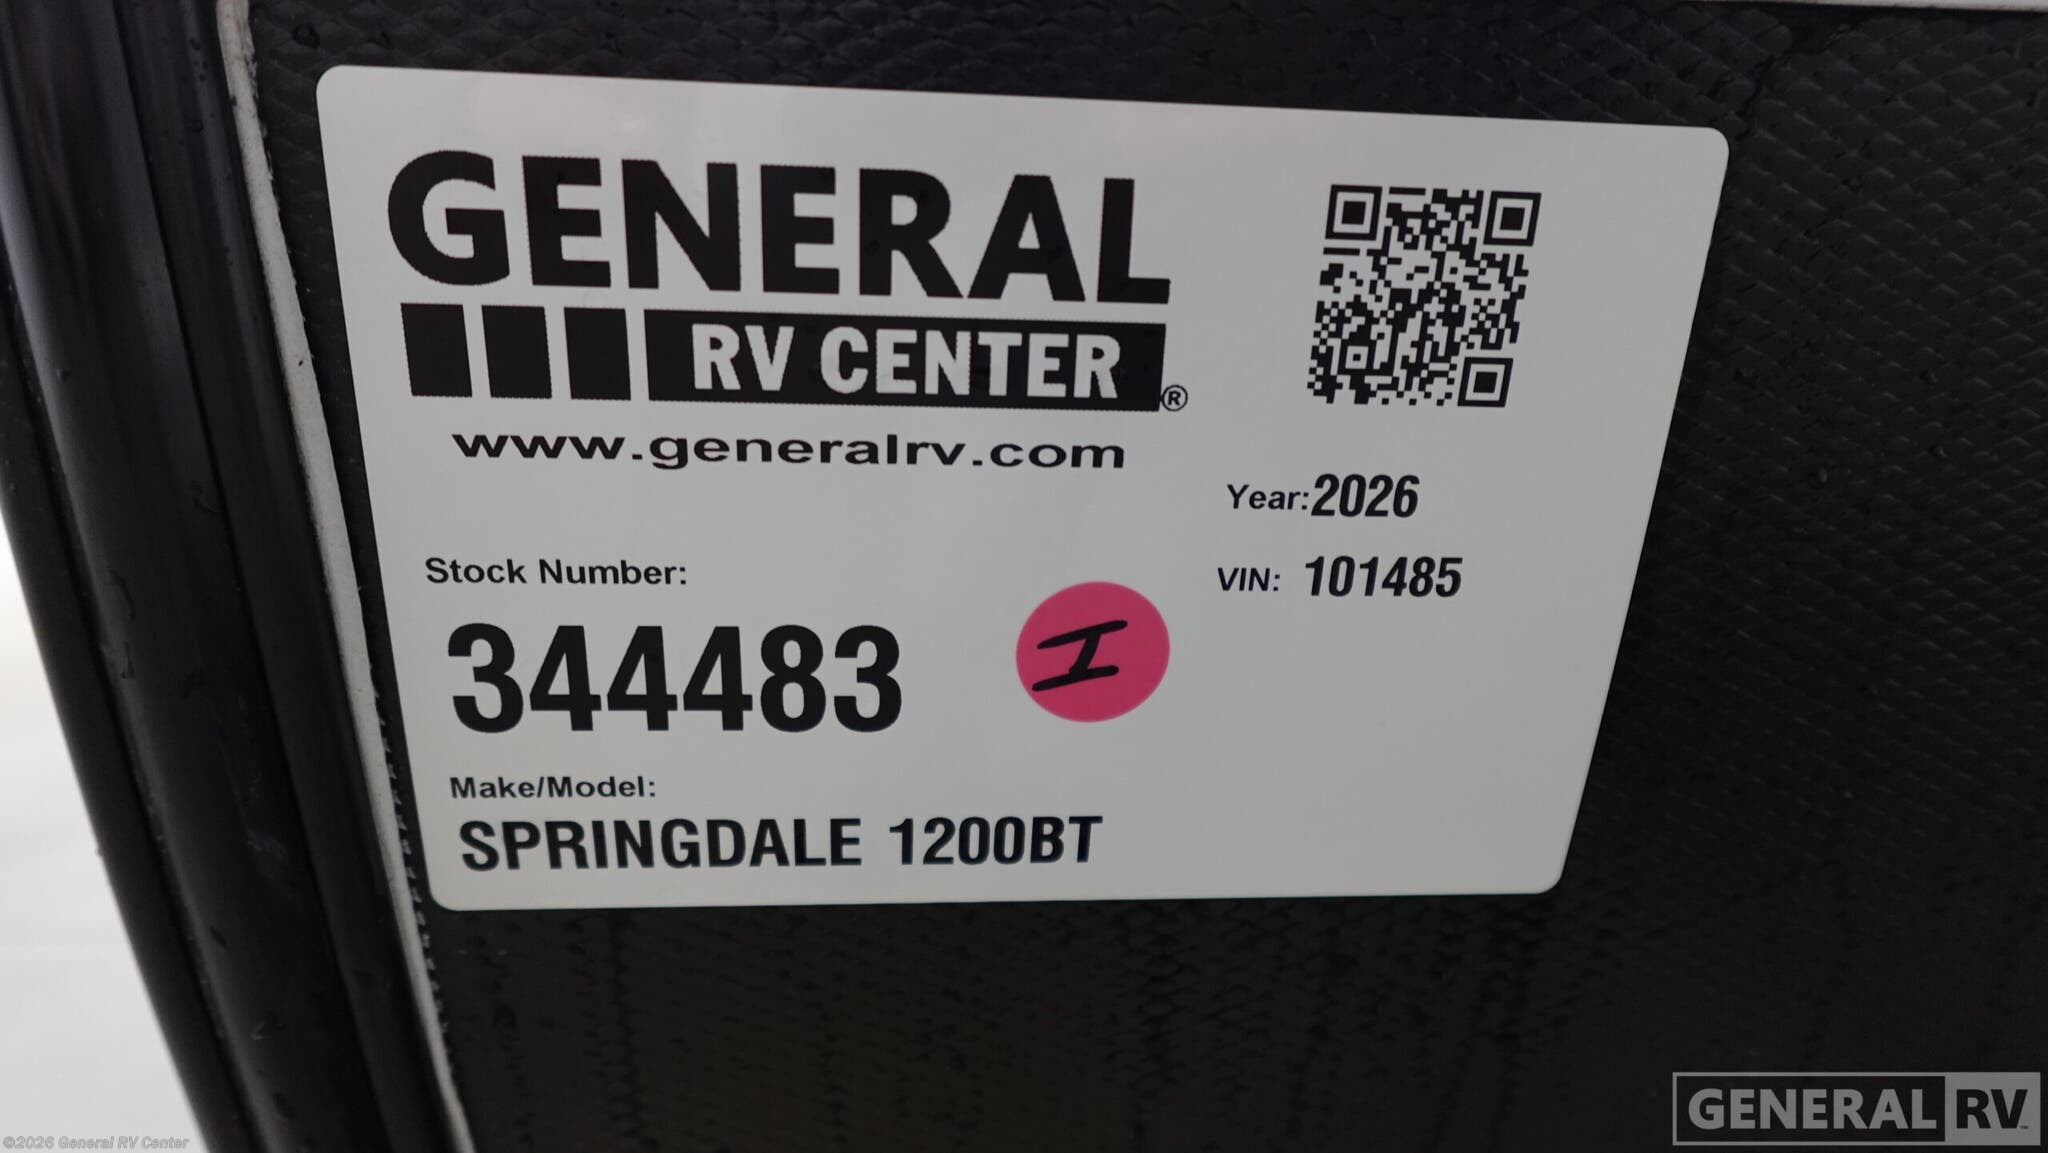 GENERAL
RV CENTER®
www.generalrv.com
Year: 2026
VIN: 101485
Stock Number:
344483
I
Make/Model:
SPRINGDALE 1200BT
GENERAL RV™
©2026 General RV Center